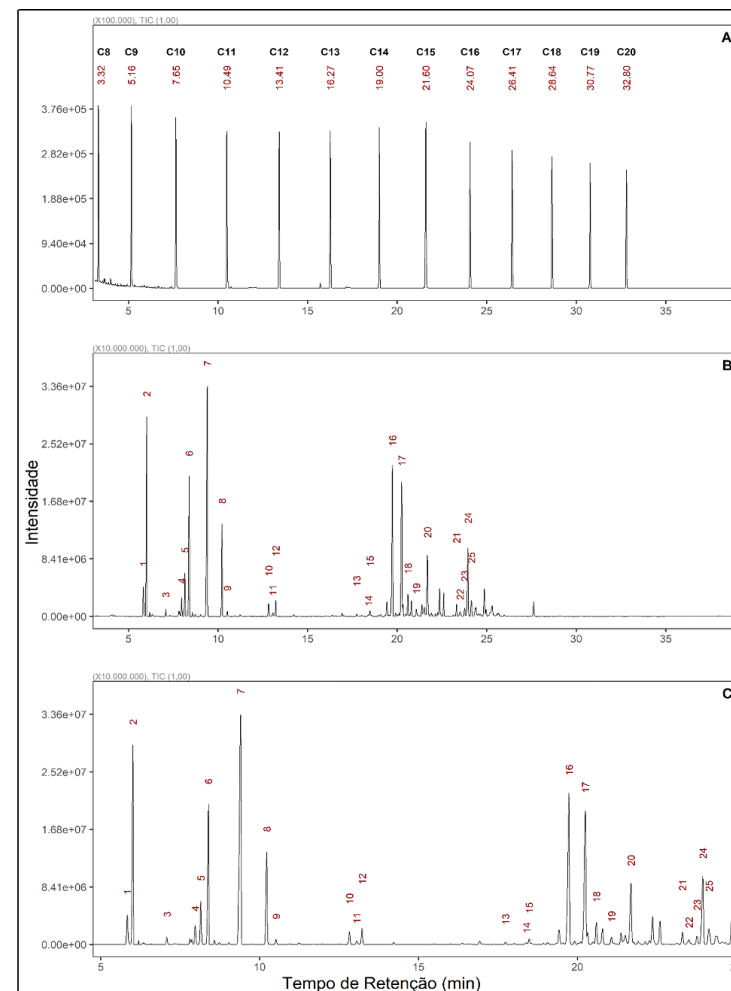 (X100.000), TIC (1,00)
A
C8 C9 C10 C11 C12 C13 C14 C15 C16 C17 C18 C19 C20
3.32 5.16 7.65 10.49 13.41 16.27 19.00 21.60 24.07 26.41 28.64 30.77 32.80
3.76e+05
2.82e+05
1.88e+05
9.40e+04
0.00e+00
5 10 15 20 25 30 35
(X10.000.000), TIC (1,00)
B
3.36e+07
2.52e+07
1.68e+07
8.41e+06
0.00e+00
1 2 3 4 5 6 7 8 9 10 11 12 13 14 15 16 17 18 19 20 21 22 23 24 25
5 10 15 20 25 30 35
Intensidade
(X10.000.000), TIC (1,00)
C
3.36e+07
2.52e+07
1.68e+07
8.41e+06
0.00e+00
1 2 3 4 5 6 7 8 9 10 11 12 13 14 15 16 17 18 19 20 21 22 23 24 25
5 10 15 20
Tempo de Retenção (min)